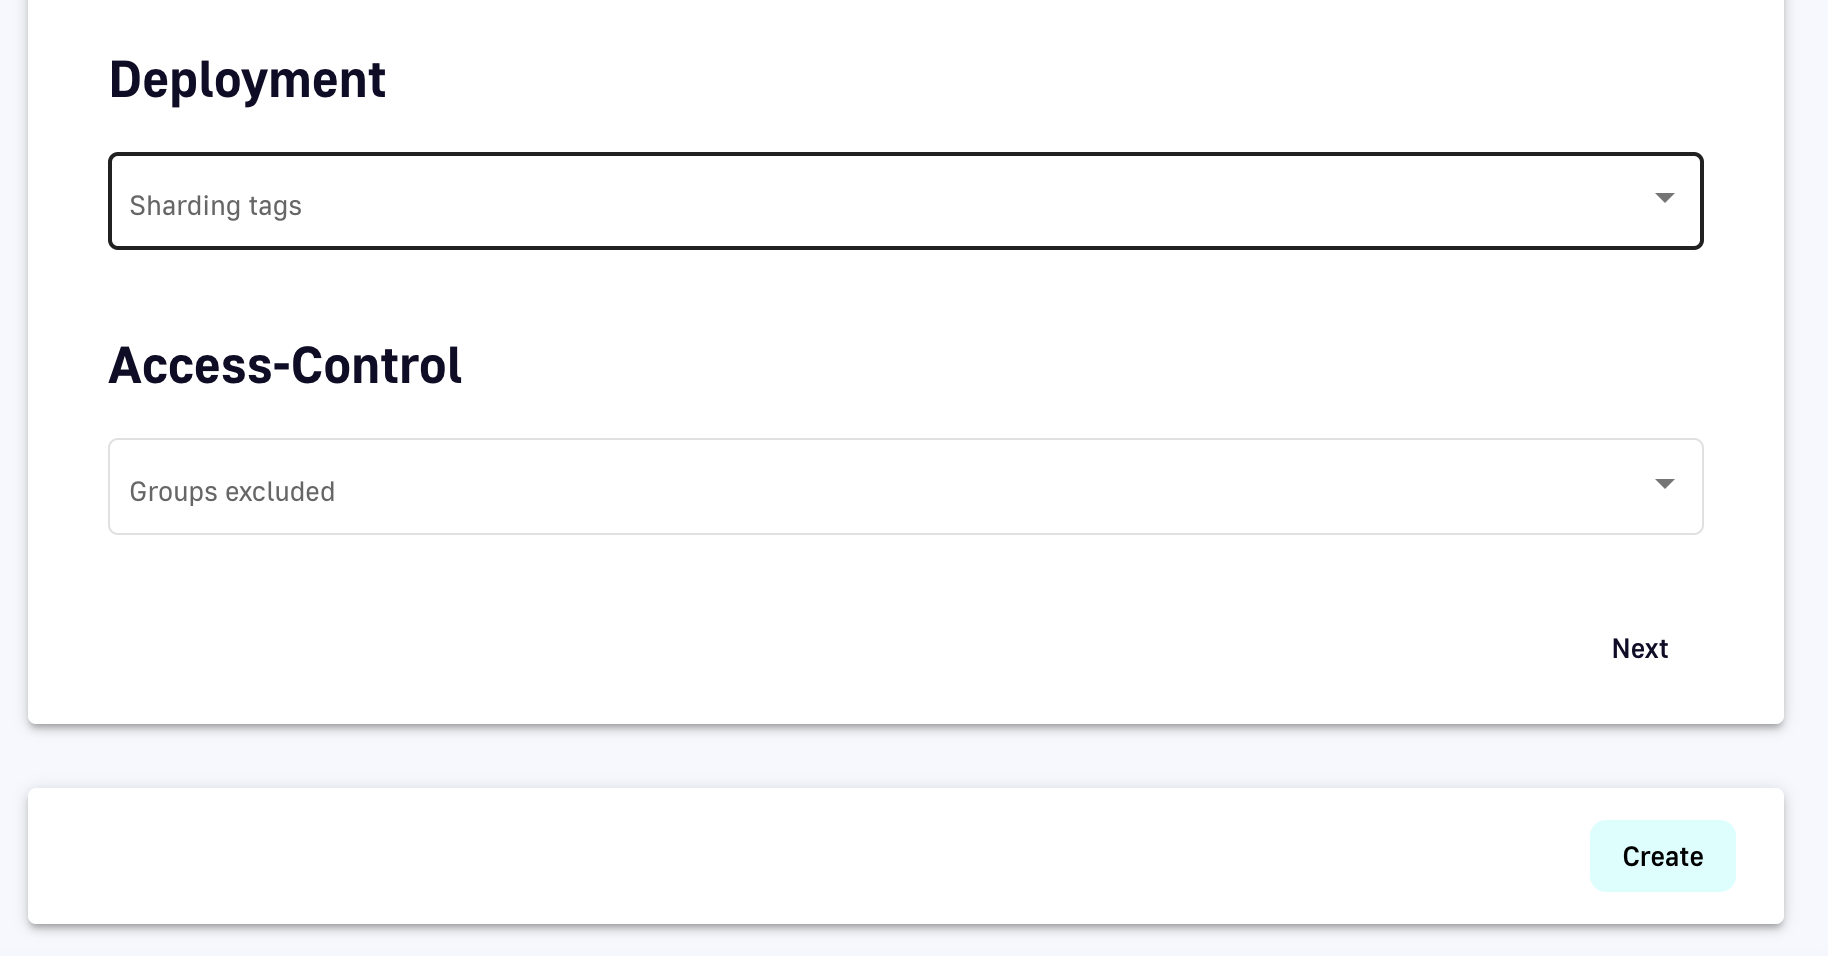 Deployment
Sharding tags
Access-Control
Groups excluded
Next
Create